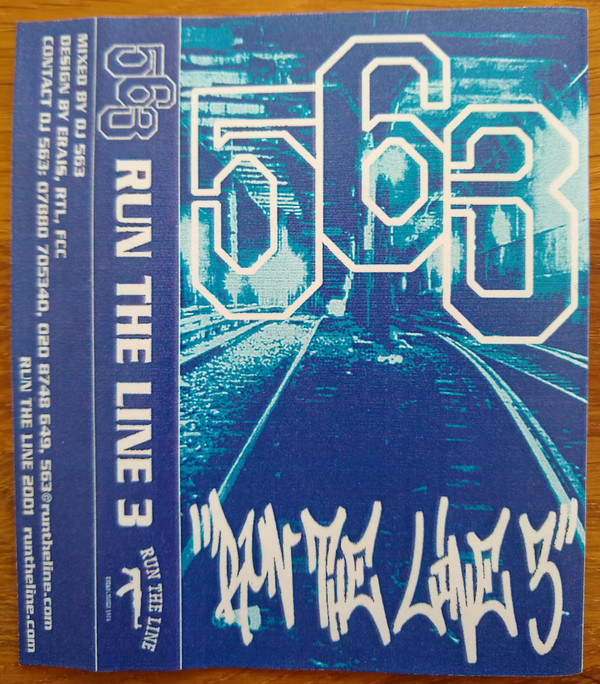 563
"RUN THE LINE 3"
563 RUN THE LINE 3
RUN THE LINE
MIXED BY DJ 563
DESIGN BY ERAIS, RTL, FCC
CONTACT DJ 563: 07880 705340, 020 8748 649, 563@runtheline.com
RUN THE LINE 2001 runtheline.com